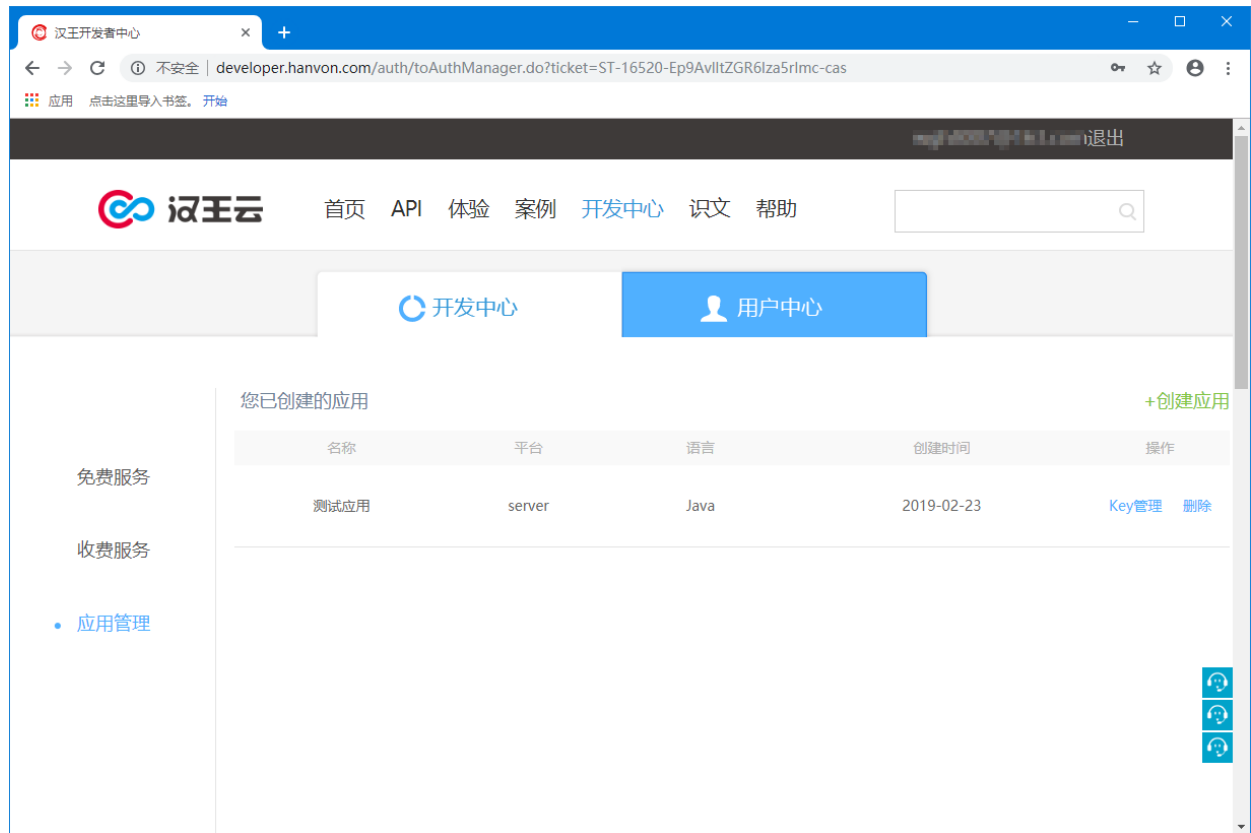 汉王开发者中心
不安全 developer.hanvon.com/auth/toAuthManager.do?ticket=ST-16520-Ep9AvlltZGR6Iza5rImc-cas
应用 点击这里导入书签。 开始
退出
汉王云 首页 API 体验 案例 开发中心 识文 帮助
开发中心 用户中心
您已创建的应用 +创建应用
名称 平台 语言 创建时间 操作
测试应用 server Java 2019-02-23 Key管理 删除
免费服务
收费服务
应用管理